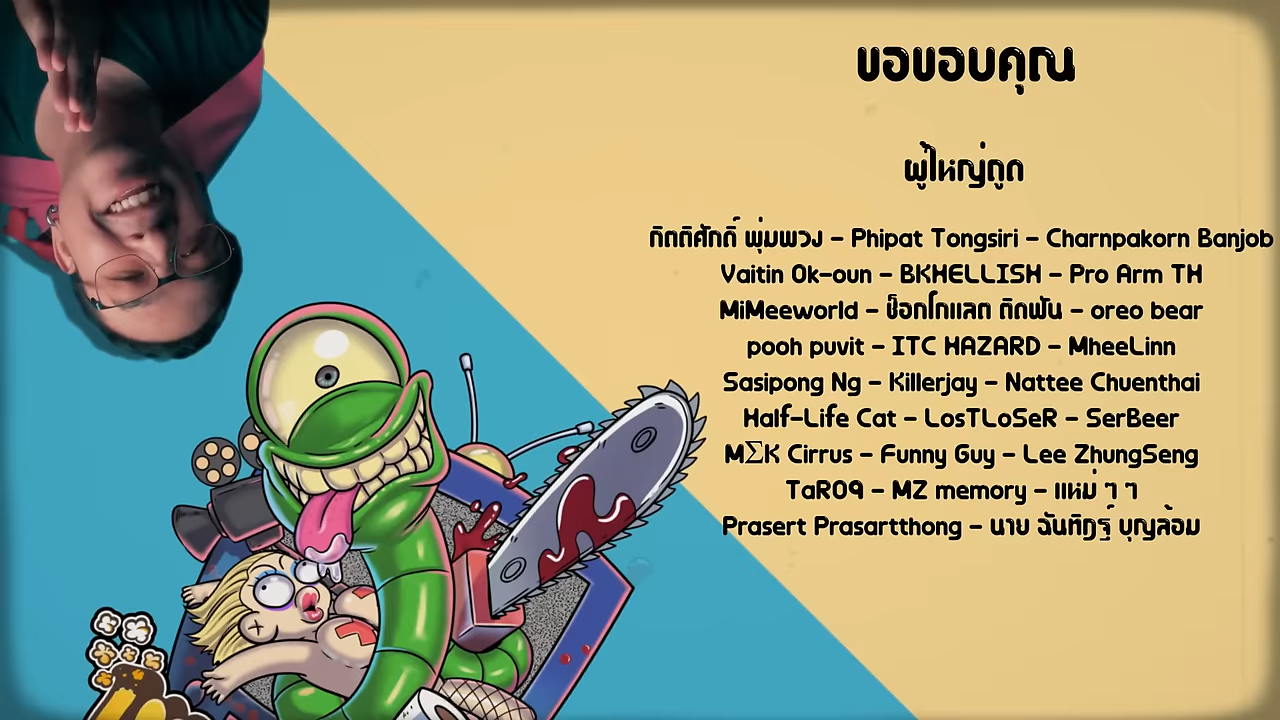 ขอขอบคุณ
ผู้ใหญ่ถูก
กิตติศักดิ์ พุ่มพวง - Phipat Tongsiri - Charnpakorn Banjob
Vaitin Ok-oun - BKHELLISH - Pro Arm TH
MiMeeworld - ช็อกโกแลต ติดฟัน - oreo bear
pooh puvit - ITC HAZARD - MheeLinn
Sasipong Ng - Killerjay - Nattee Chuenthai
Half-Life Cat - LosTLoSeR - SerBeer
MΣK Cirrus - Funny Guy - Lee ZhungSeng
TaR09 - MZ memory - แหม่ ๆ ๆ
Prasert Prasartthong - นาย ฉันทิฏฐ์ บุญล้อม